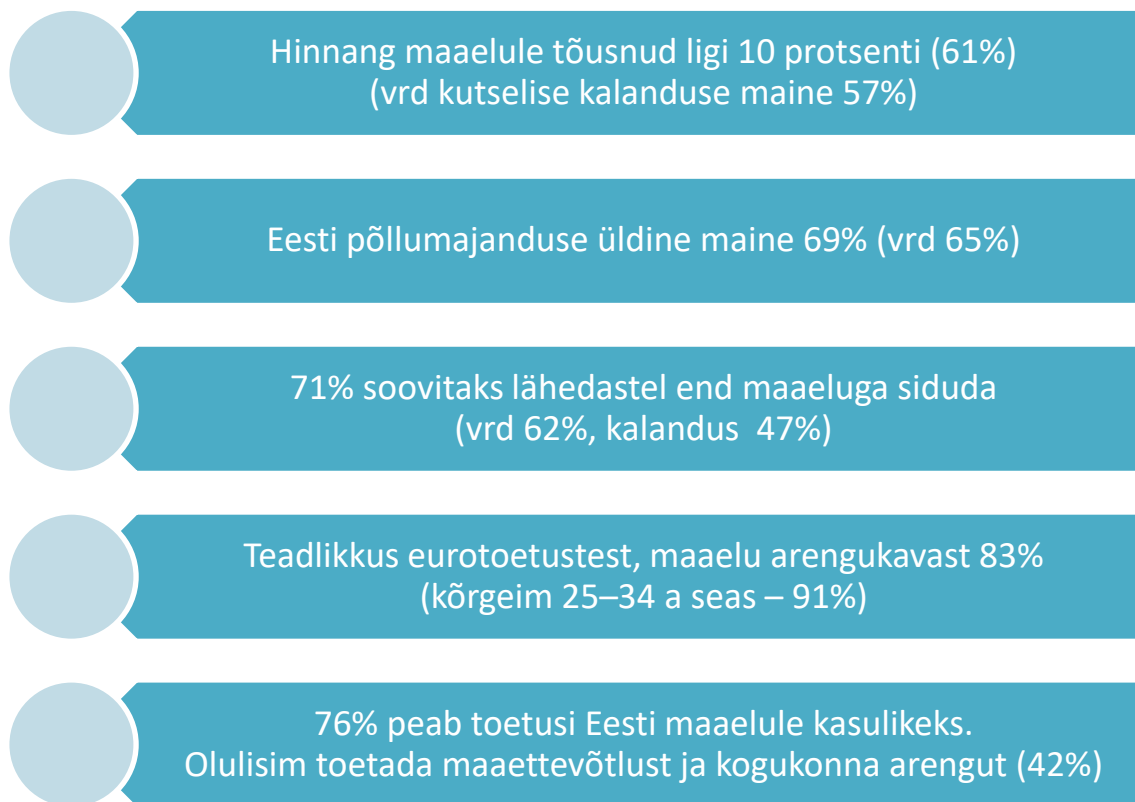 Hinnang maaelule tõusnud ligi 10 protsenti (61%)
(vrd kutselise kalanduse maine 57%)
Eesti põllumajanduse üldine maine 69% (vrd 65%)
71% soovitaks lähedastel end maaeluga siduda
(vrd 62%, kalandus 47%)
Teadlikkus eurotoetustest, maaelu arengukavast 83%
(kõrgeim 25–34 a seas – 91%)
76% peab toetusi Eesti maaelule kasulikeks.
Olulisim toetada maaettevõtlust ja kogukonna arengut (42%)